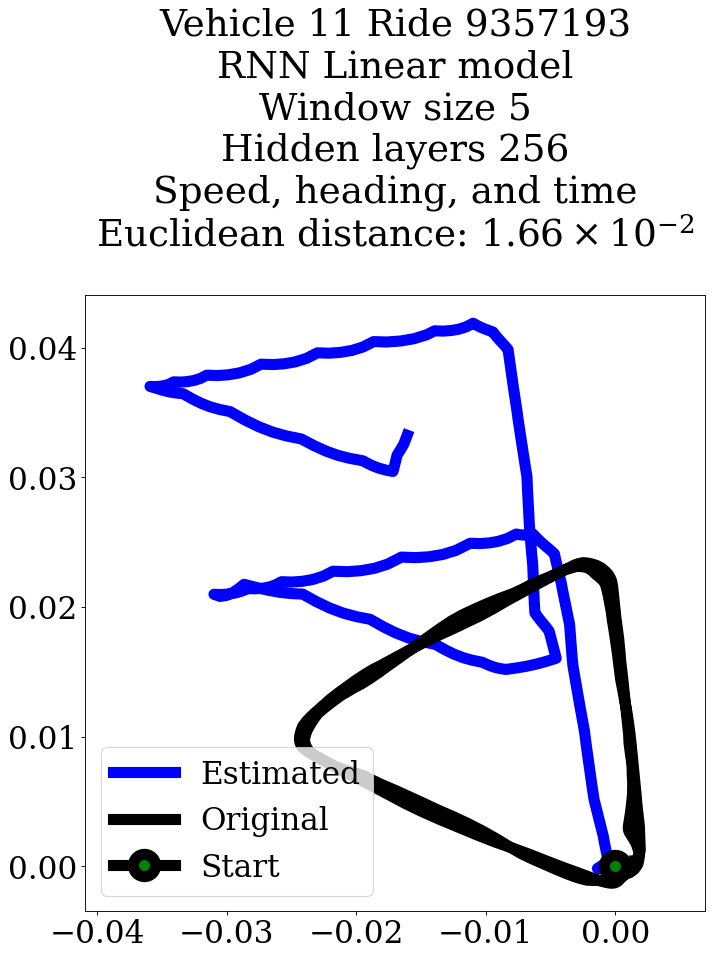 Vehicle 11 Ride 9357193
RNN Linear model
Window size 5
Hidden layers 256
Speed, heading, and time
Euclidean distance: 1.66 × 10⁻²
0.04
0.03
0.02
0.01
0.00
Estimated
Original
Start
−0.04 −0.03 −0.02 −0.01 0.00